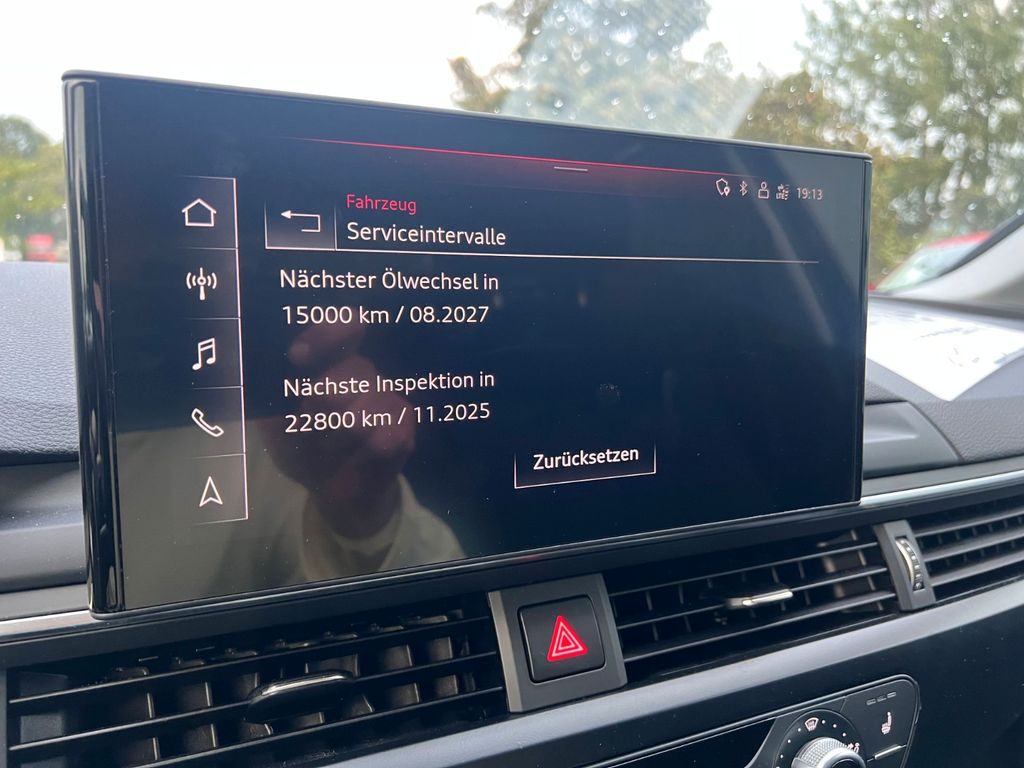 19:13
Fahrzeug
Serviceintervalle
Nächster Ölwechsel in
15000 km / 08.2027
Nächste Inspektion in
22800 km / 11.2025
Zurücksetzen